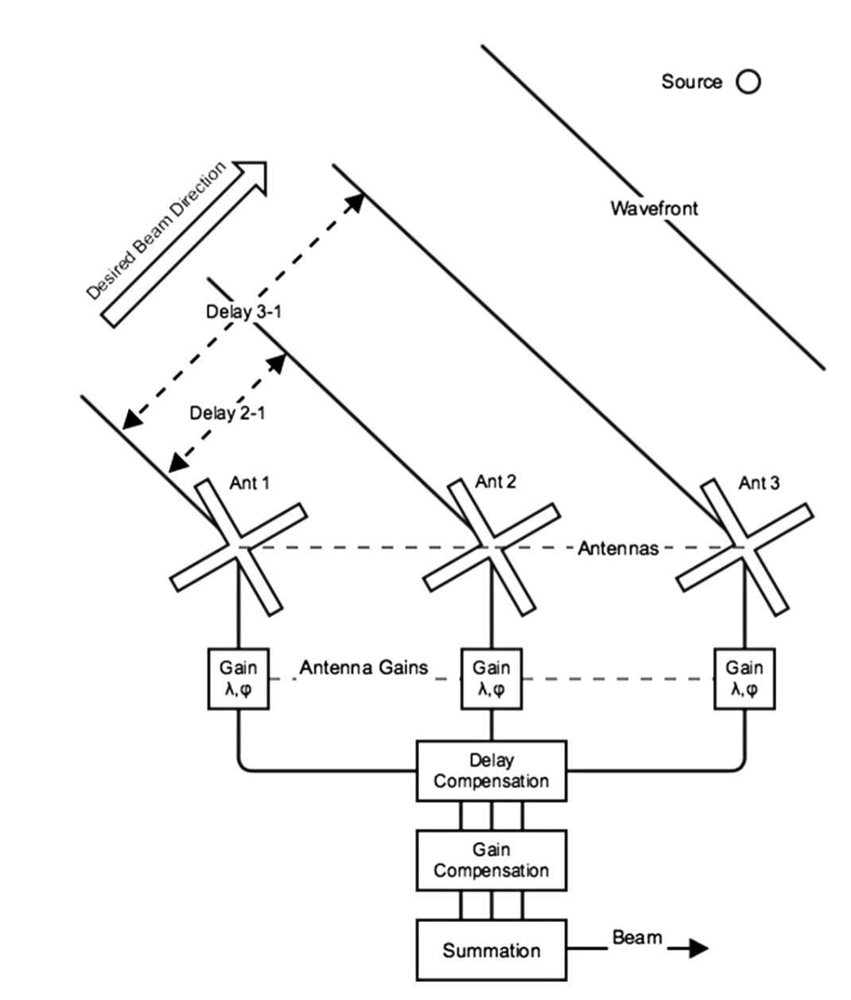 Source
Wavefront
Desired Beam Direction
Delay 3-1
Delay 2-1
Ant 1
Ant 2
Ant 3
Antennas
Gain
λ,φ
Antenna Gains
Gain
λ,φ
Gain
λ,φ
Delay
Compensation
Gain
Compensation
Summation
Beam